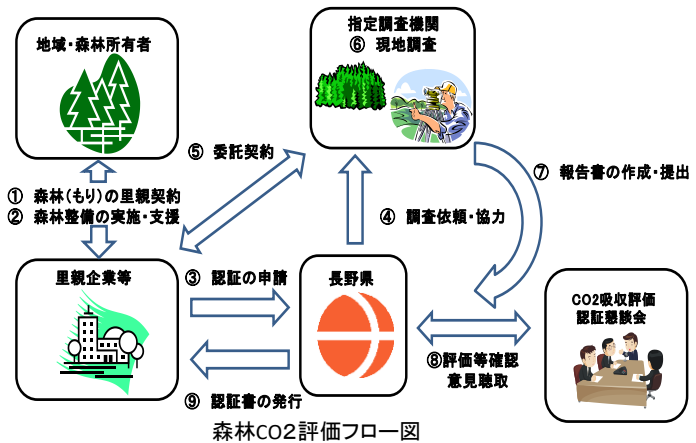 地域・森林所有者
指定調査機関
⑥ 現地調査
① 森林(もり)の里親契約
② 森林整備の実施・支援
⑤ 委託契約
④ 調査依頼・協力
⑦ 報告書の作成・提出
里親企業等
③ 認証の申請
長野県
CO2吸収評価
認証懇談会
⑧評価等確認
意見聴取
⑨ 認証書の発行
森林CO2評価フロー図